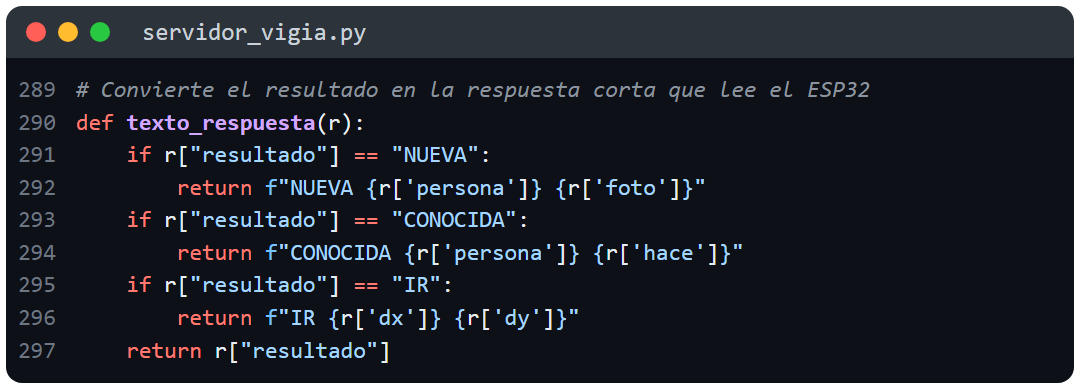 servidor_vigia.py
289 # Convierte el resultado en la respuesta corta que lee el ESP32
290 def texto_respuesta(r):
291     if r["resultado"] == "NUEVA":
292         return f"NUEVA {r['persona']} {r['foto']}"
293     if r["resultado"] == "CONOCIDA":
294         return f"CONOCIDA {r['persona']} {r['hace']}"
295     if r["resultado"] == "IR":
296         return f"IR {r['dx']} {r['dy']}"
297     return r["resultado"]